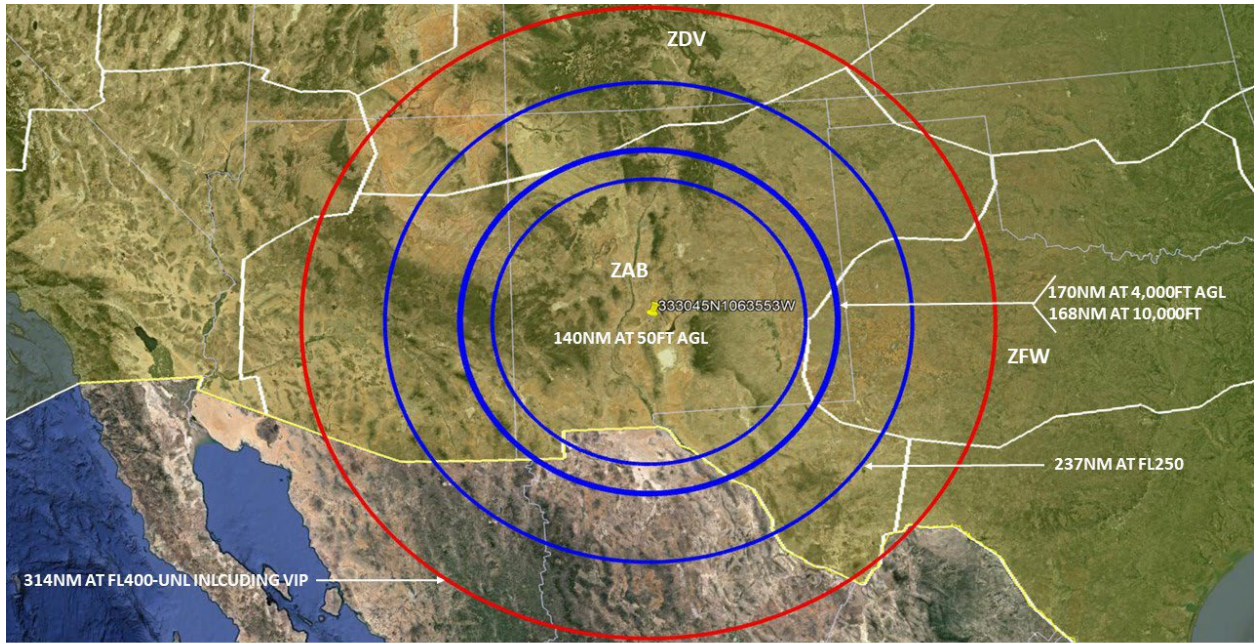 ZDV
ZAB
333045N1063553W
140NM AT 50FT AGL
170NM AT 4,000FT AGL
168NM AT 10,000FT
ZFW
237NM AT FL250
314NM AT FL400-UNL INLCUDING VIP